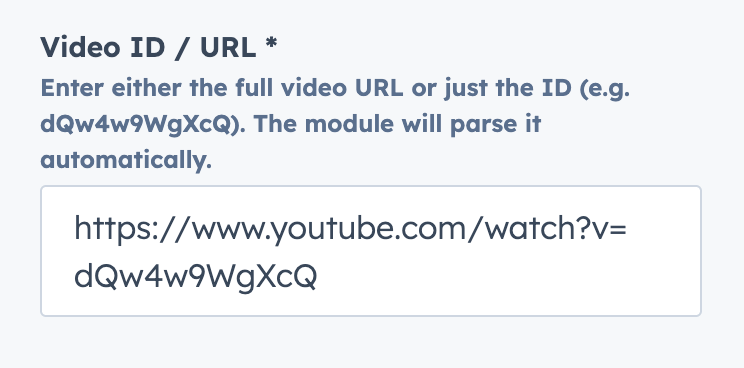 Video ID / URL *
Enter either the full video URL or just the ID (e.g.
dQw4w9WgXcQ). The module will parse it
automatically.
https://www.youtube.com/watch?v=
dQw4w9WgXcQ